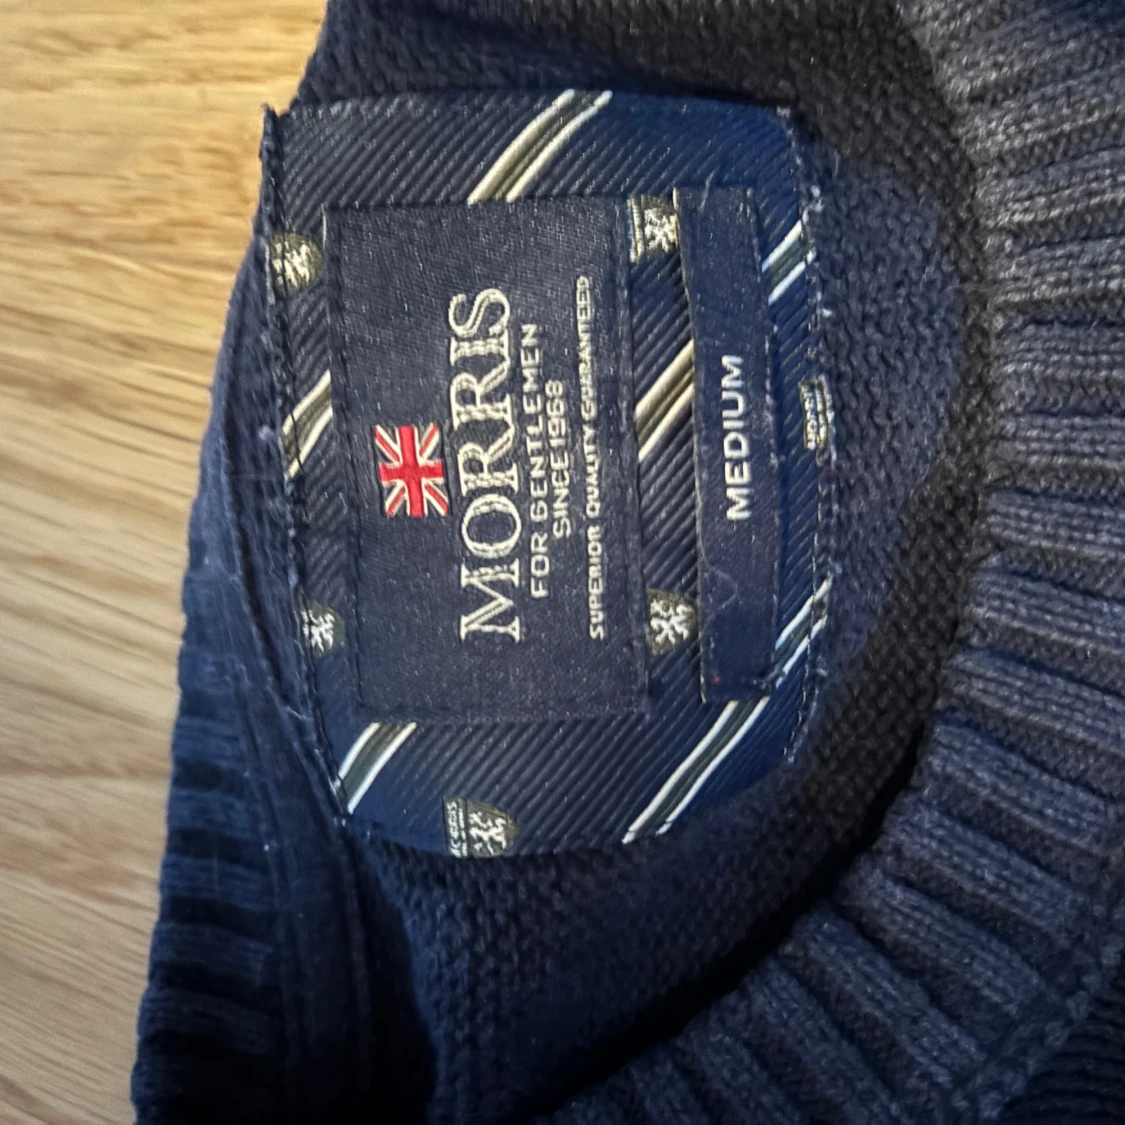 MORRIS
FOR GENTLEMEN
SINCE 1968
SUPERIOR QUALITY GUARANTEED
MEDIUM